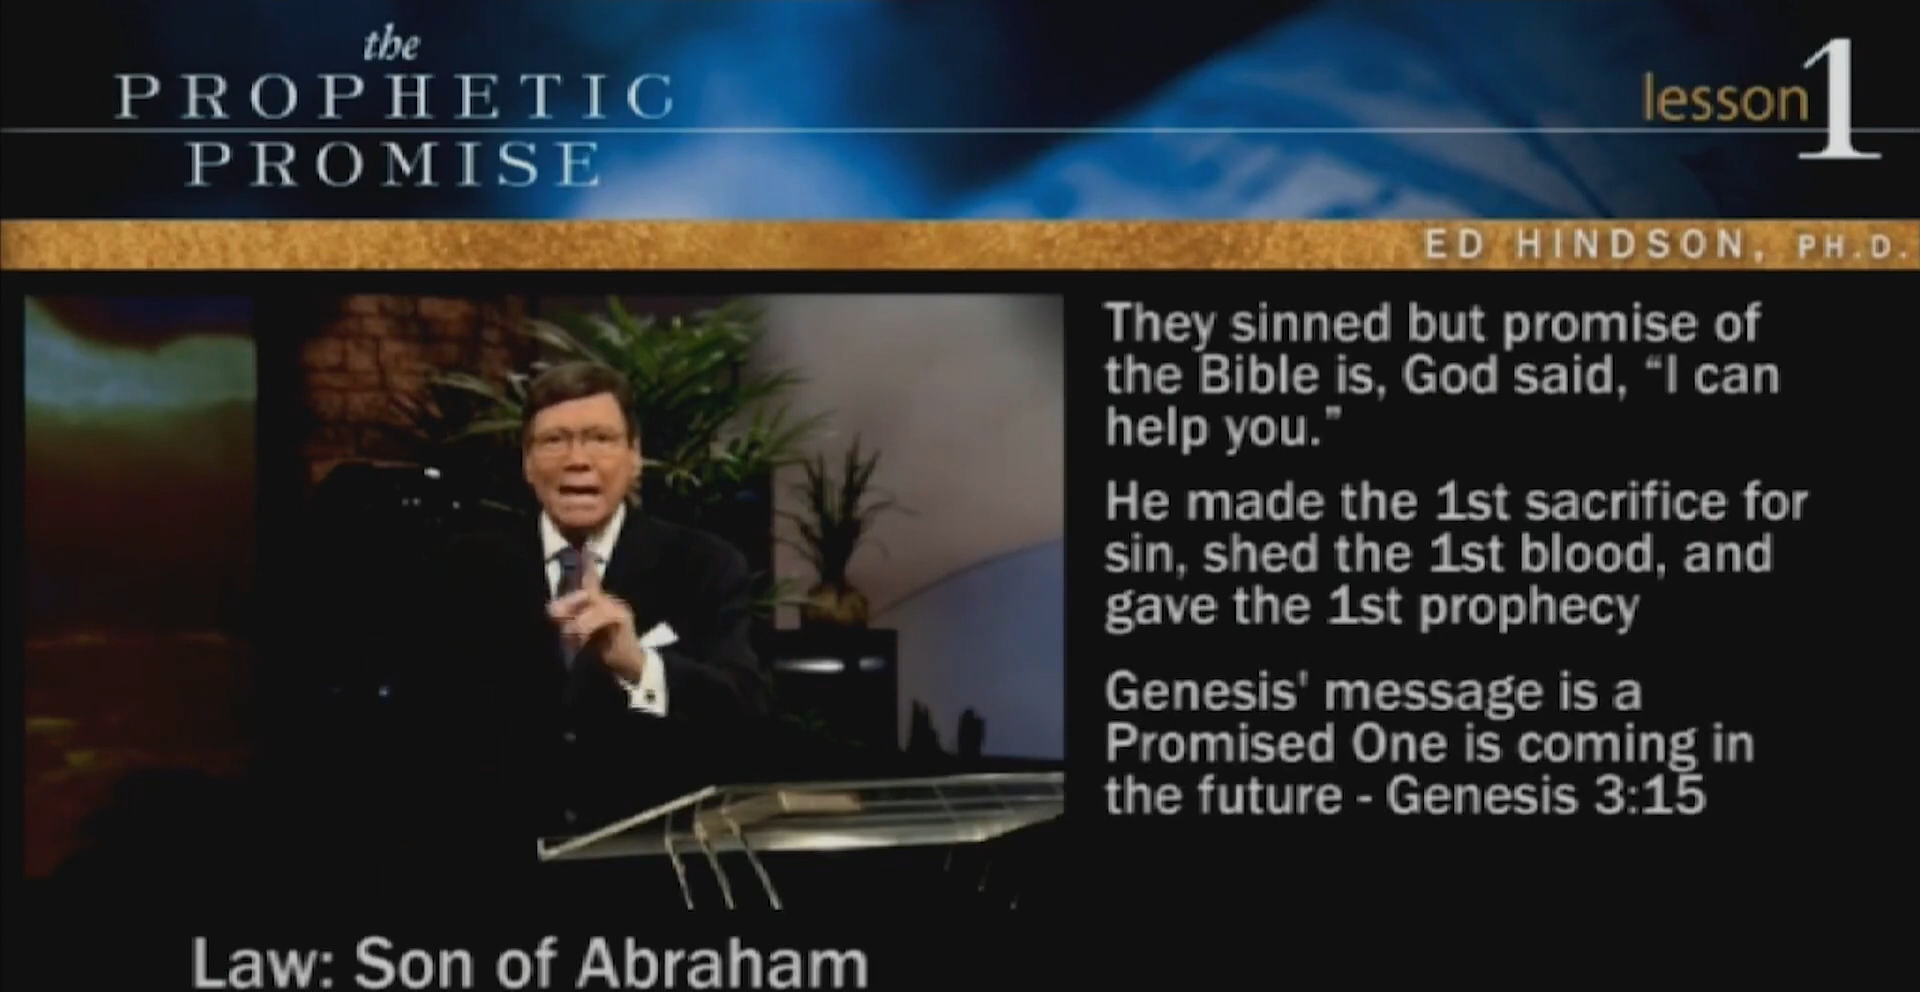 the
PROPHETIC
PROMISE
lesson 1
ED HINDSON, PH.D.
They sinned but promise of
the Bible is, God said, “I can
help you.”
He made the 1st sacrifice for
sin, shed the 1st blood, and
gave the 1st prophecy
Genesis' message is a
Promised One is coming in
the future - Genesis 3:15
Law: Son of Abraham